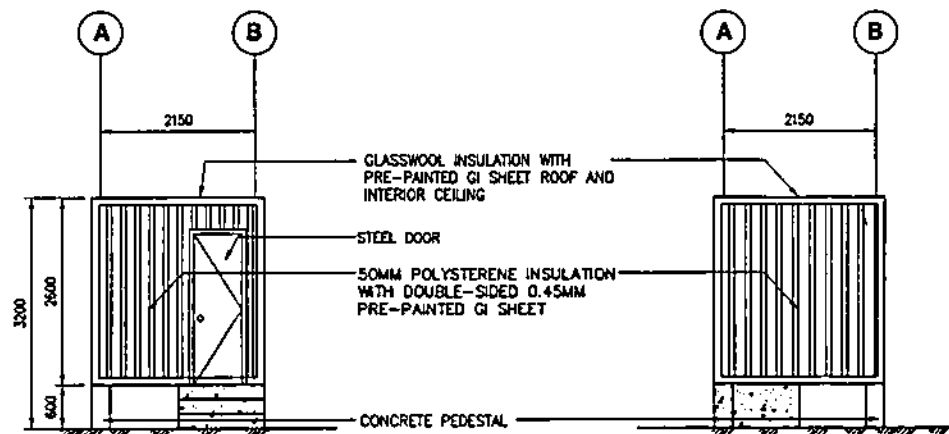 A B A B
2150 2150
GLASSWOOL INSULATION WITH
PRE-PAINTED GI SHEET ROOF AND
INTERIOR CEILING
STEEL DOOR
50MM POLYSTERENE INSULATION
WITH DOUBLE-SIDED 0.45MM
PRE-PAINTED GI SHEET
3200
2600
600
CONCRETE PEDESTAL